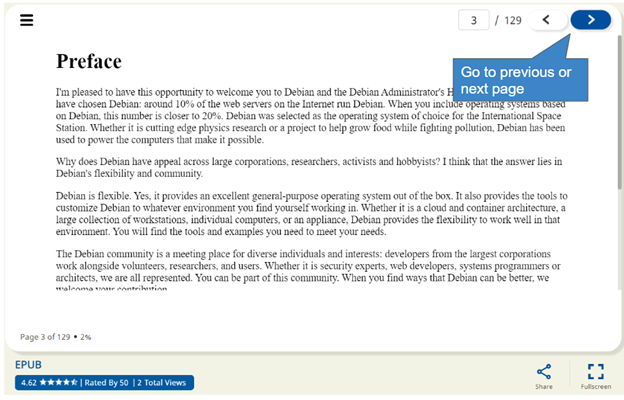 3 / 129
Preface
Go to previous or
next page
I'm pleased to have this opportunity to welcome you to Debian and the Debian Administrator's H
have chosen Debian: around 10% of the web servers on the Internet run Debian. When you include operating systems based
on Debian, this number is closer to 20%. Debian was selected as the operating system of choice for the International Space
Station. Whether it is cutting edge physics research or a project to help grow food while fighting pollution, Debian has been
used to power the computers that make it possible.
Why does Debian have appeal across large corporations, researchers, activists and hobbyists? I think that the answer lies in
Debian's flexibility and community.
Debian is flexible. Yes, it provides an excellent general-purpose operating system out of the box. It also provides the tools to
customize Debian to whatever environment you find yourself working in. Whether it is a cloud and container architecture, a
large collection of workstations, individual computers, or an appliance, Debian provides the flexibility to work well in that
environment. You will find the tools and examples you need to meet your needs.
The Debian community is a meeting place for diverse individuals and interests: developers from the largest corporations
work alongside volunteers, researchers, and users. Whether it is security experts, web developers, systems programmers or
architects, we are all represented. You can be part of this community. When you find ways that Debian can be better, we
welcome your contribution
Page 3 of 129 • 2%
EPUB
4.62 | Rated By 50 | 2 Total Views
Share
Fullscreen